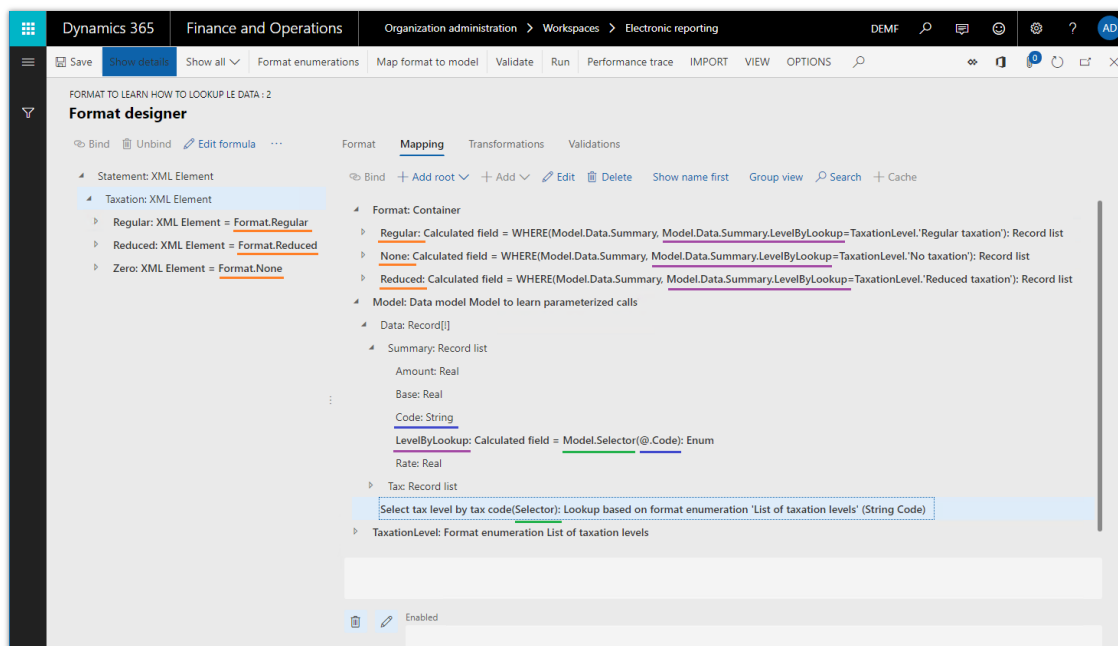 Dynamics 365 Finance and Operations Organization administration > Workspaces > Electronic reporting DEMF ? AD
Save Show details Show all Format enumerations Map format to model Validate Run Performance trace IMPORT VIEW OPTIONS 0
FORMAT TO LEARN HOW TO LOOKUP LE DATA : 2
Format designer
Bind Unbind Edit formula ...
Format Mapping Transformations Validations
Statement: XML Element
Taxation: XML Element
Regular: XML Element = Format.Regular
Reduced: XML Element = Format.Reduced
Zero: XML Element = Format.None
Bind + Add root + Add Edit Delete Show name first Group view Search + Cache
Format: Container
Regular: Calculated field = WHERE(Model.Data.Summary, Model.Data.Summary.LevelByLookup=TaxationLevel.'Regular taxation'): Record list
None: Calculated field = WHERE(Model.Data.Summary, Model.Data.Summary.LevelByLookup=TaxationLevel.'No taxation'): Record list
Reduced: Calculated field = WHERE(Model.Data.Summary, Model.Data.Summary.LevelByLookup=TaxationLevel.'Reduced taxation'): Record list
Model: Data model Model to learn parameterized calls
Data: Record[!]
Summary: Record list
Amount: Real
Base: Real
Code: String
LevelByLookup: Calculated field = Model.Selector(@.Code): Enum
Rate: Real
Tax: Record list
Select tax level by tax code(Selector): Lookup based on format enumeration 'List of taxation levels' (String Code)
TaxationLevel: Format enumeration List of taxation levels
Enabled